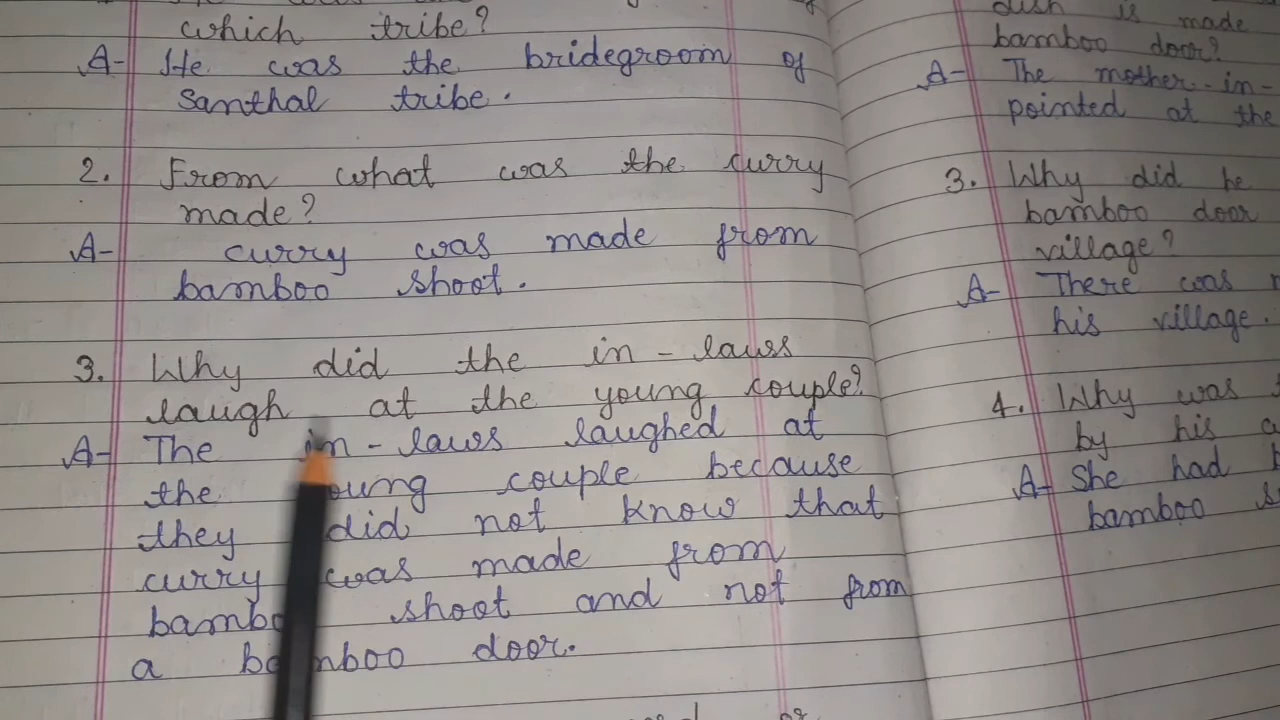 which tribe?
A- He was the bridegroom of
Santhal tribe.
2. From what was the curry
made?
A- curry was made from
bamboo shoot.
3. Why did the in-laws
laugh at the young couple?
A- The in-laws laughed at
the young couple because
they did not know that
curry was made from
bamboo shoot and not from
a bamboo door.
dish is made
bamboo door?
A- The mother-in-
pointed at the
3. Why did he
bamboo door
village?
A- There was
his village.
4. Why was
by his
A- She had
bamboo